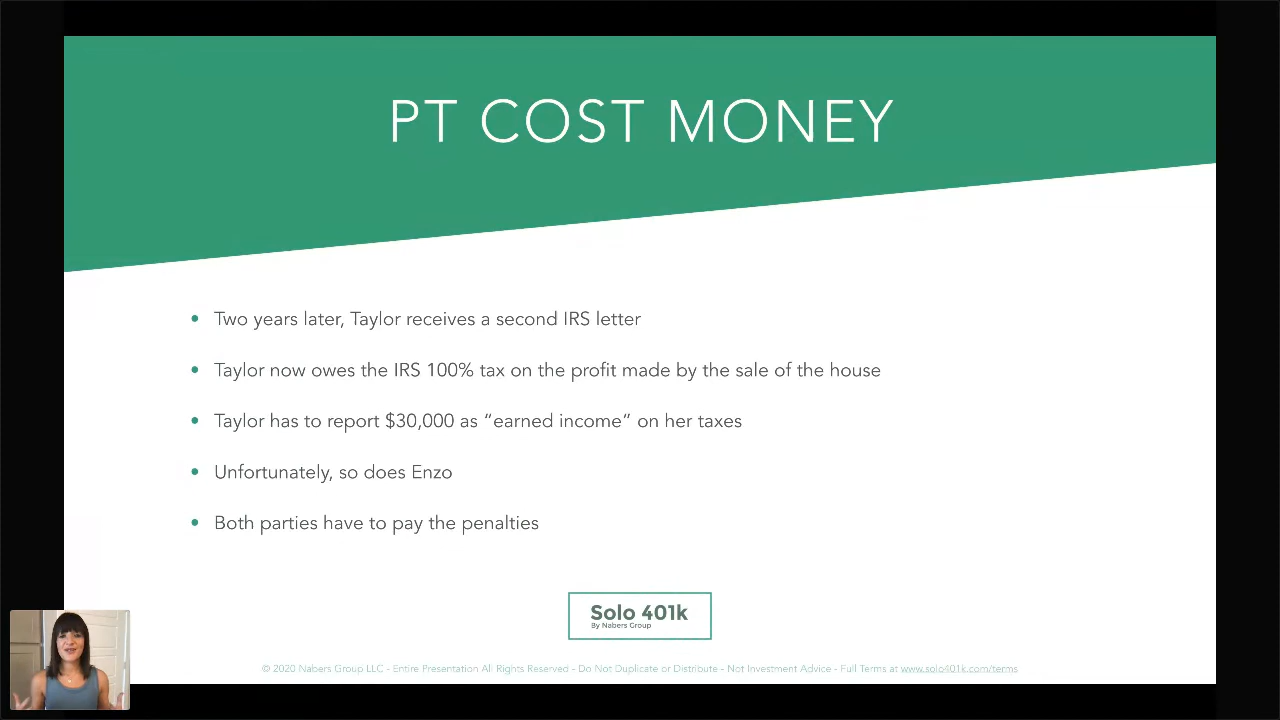 PT COST MONEY
• Two years later, Taylor receives a second IRS letter
• Taylor now owes the IRS 100% tax on the profit made by the sale of the house
• Taylor has to report $30,000 as “earned income” on her taxes
• Unfortunately, so does Enzo
• Both parties have to pay the penalties
Solo 401k
By Nabers Group
© 2020 Nabers Group LLC - Entire Presentation All Rights Reserved - Do Not Duplicate or Distribute - Not Investment Advice - Full Terms at www.solo401k.com/terms